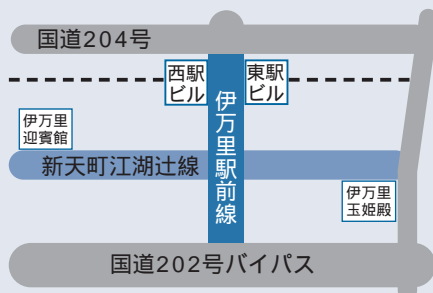 国道204号
西駅
ビル
東駅
ビル
伊万里駅前線
伊万里
迎賓館
新天町江湖辻線
伊万里
玉姫殿
国道202号バイパス